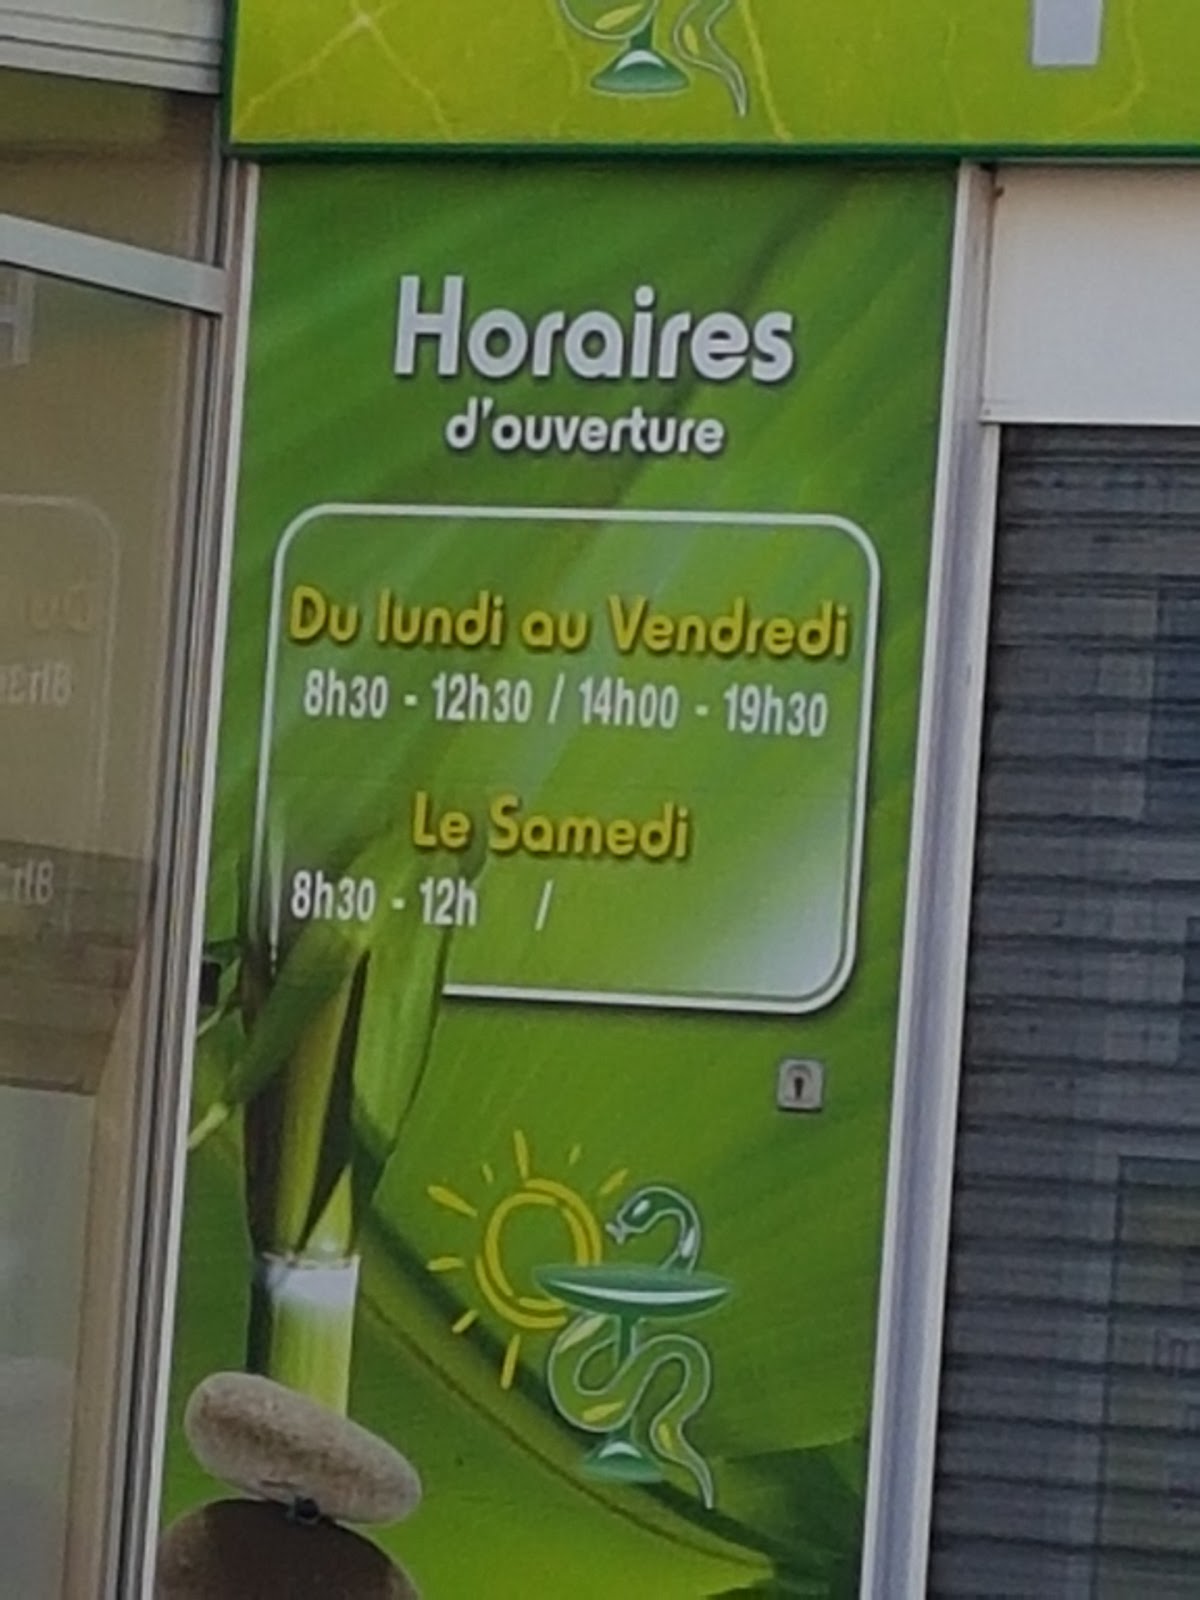 Horaires
d'ouverture
Du lundi au Vendredi
8h30 - 12h30 / 14h00 - 19h30
Le Samedi
8h30 - 12h /